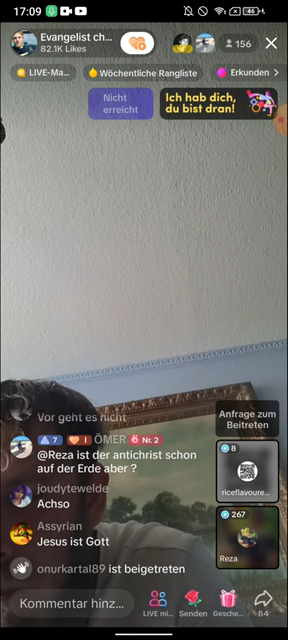 17:09
46
Evangelist ch...
82.1K Likes
156
LIVE-Ma...
Wöchentliche Rangliste
Erkunden
Nicht
erreicht
Ich hab dich,
du bist dran!
Vor geht es nicht
7
I
ÖMER
Nr. 2
@Reza ist der antichrist schon
auf der Erde aber ?
joudytewelde
Achso
Assyrian
Jesus ist Gott
onurkartal89 ist beigetreten
Anfrage zum
Beitreten
8
riceflavoure...
267
Reza
Kommentar hinz...
LIVE mi...
Senden
Gesche...
84